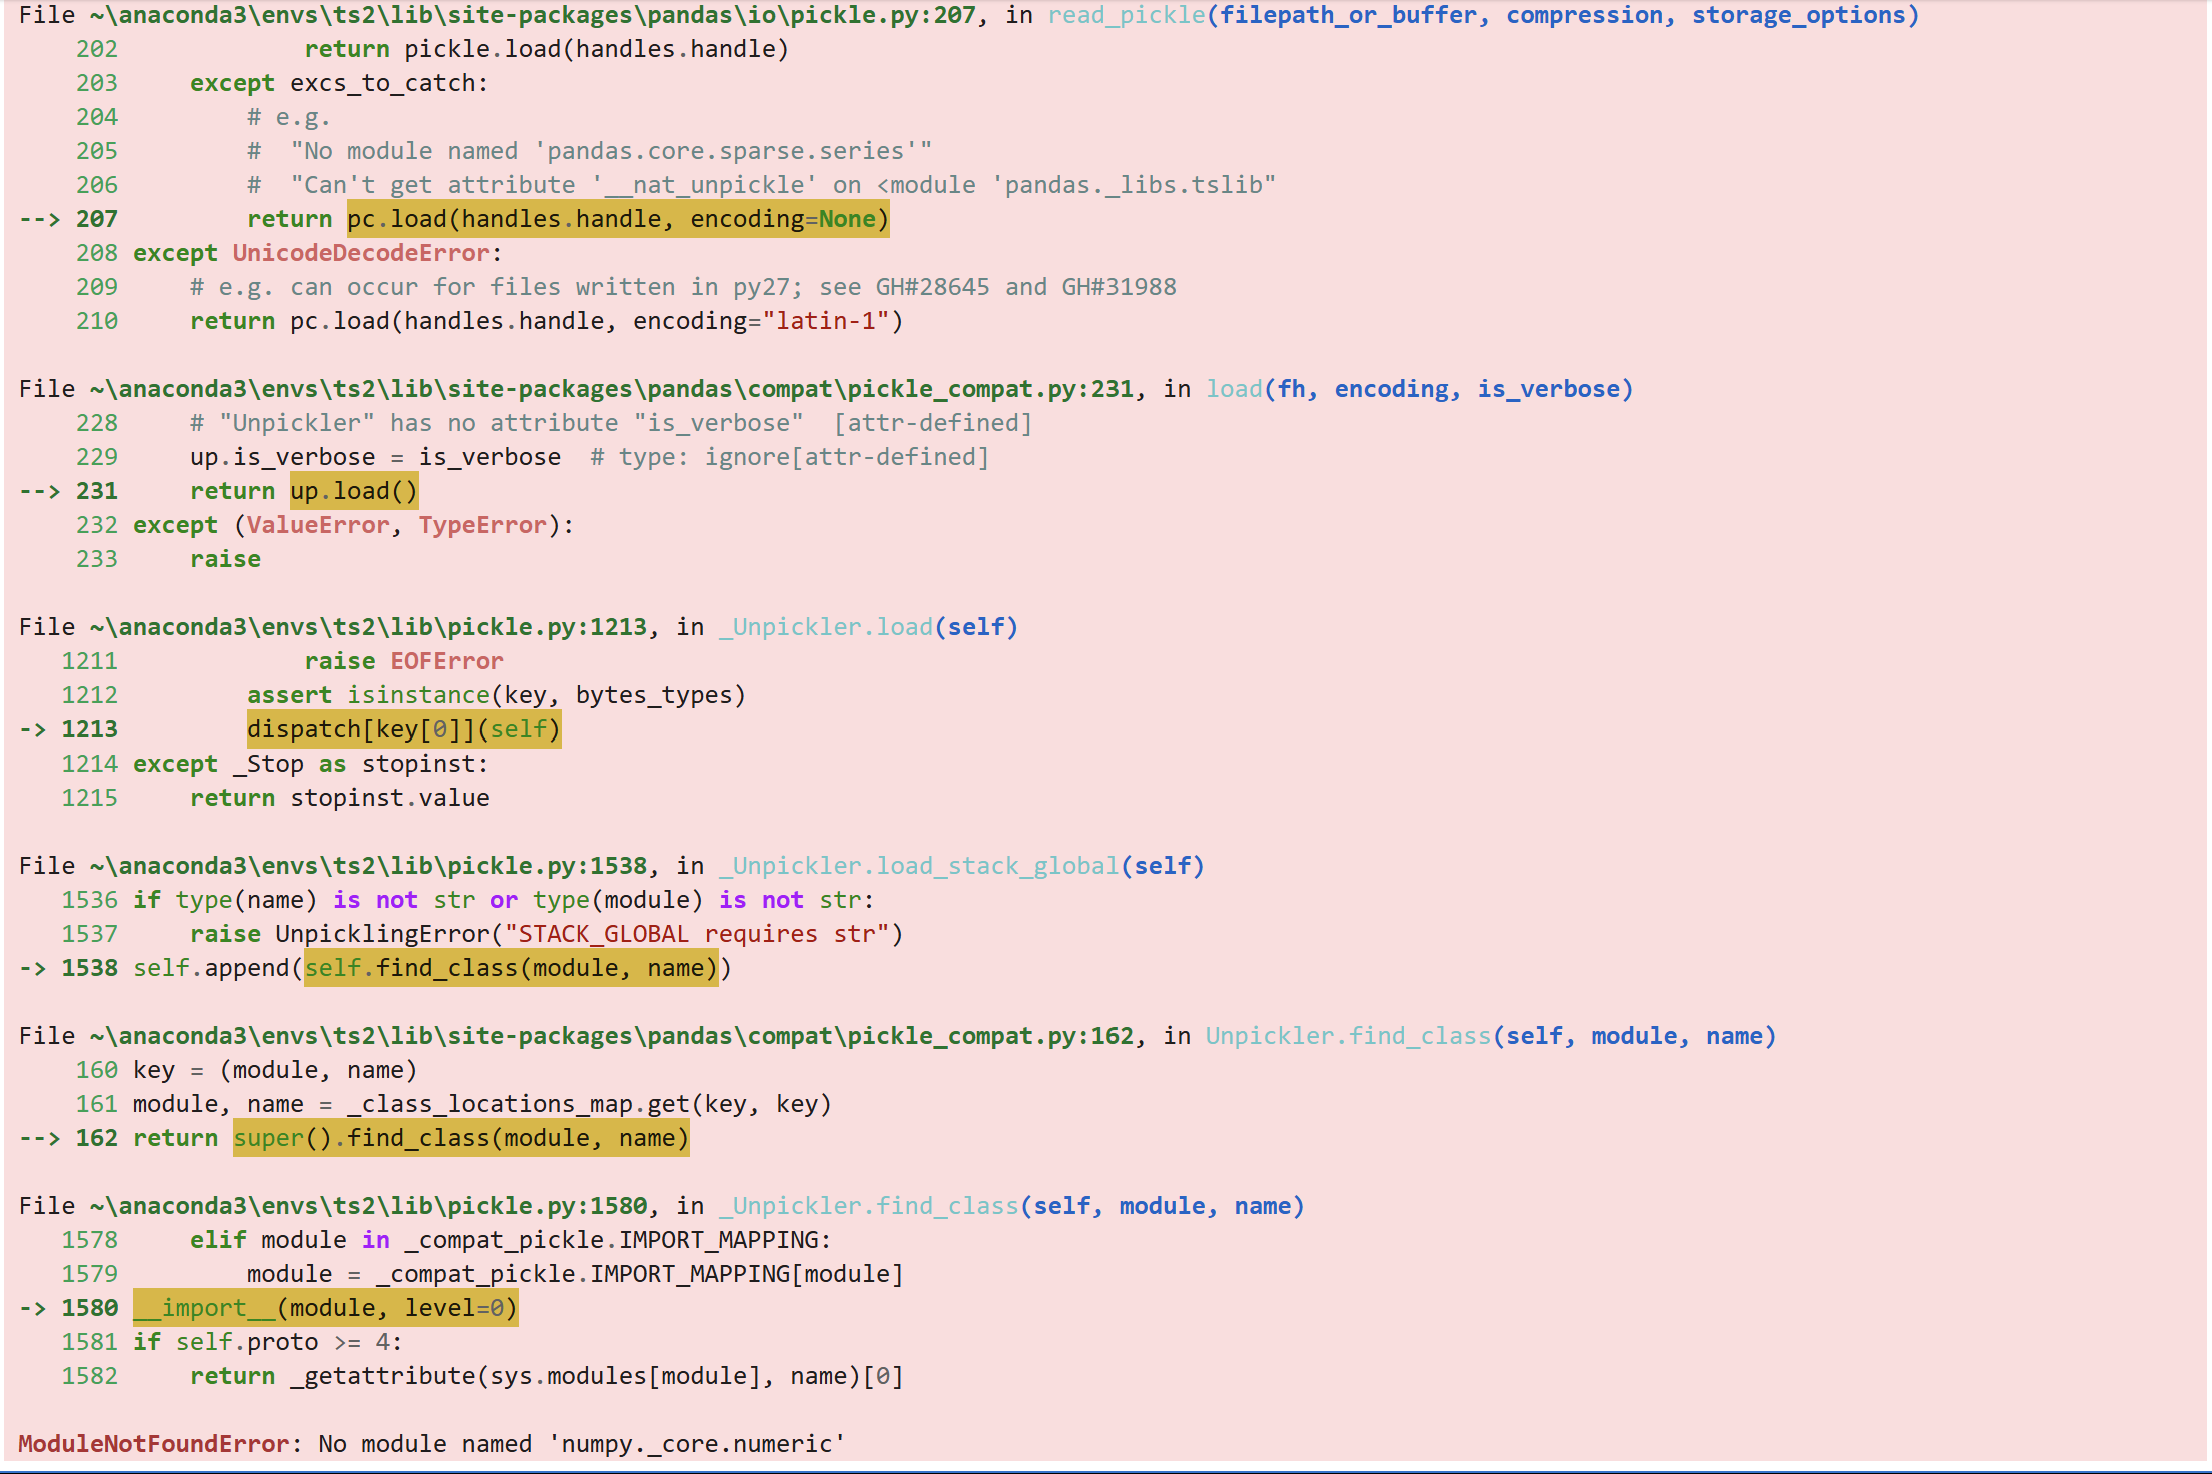 File ~\anaconda3\envs\ts2\lib\site-packages\pandas\io\pickle.py:207, in read_pickle(filepath_or_buffer, compression, storage_options)
    202             return pickle.load(handles.handle)
    203     except excs_to_catch:
    204         # e.g.
    205         #  "No module named 'pandas.core.sparse.series'"
    206         #  "Can't get attribute '__nat_unpickle' on <module 'pandas._libs.tslib"
--> 207         return pc.load(handles.handle, encoding=None)
    208 except UnicodeDecodeError:
    209     # e.g. can occur for files written in py27; see GH#28645 and GH#31988
    210     return pc.load(handles.handle, encoding="latin-1")

File ~\anaconda3\envs\ts2\lib\site-packages\pandas\compat\pickle_compat.py:231, in load(fh, encoding, is_verbose)
    228     # "Unpickler" has no attribute "is_verbose"  [attr-defined]
    229     up.is_verbose = is_verbose  # type: ignore[attr-defined]
--> 231     return up.load()
    232 except (ValueError, TypeError):
    233     raise

File ~\anaconda3\envs\ts2\lib\pickle.py:1213, in _Unpickler.load(self)
   1211             raise EOFError
   1212         assert isinstance(key, bytes_types)
-> 1213         dispatch[key[0]](self)
   1214 except _Stop as stopinst:
   1215     return stopinst.value

File ~\anaconda3\envs\ts2\lib\pickle.py:1538, in _Unpickler.load_stack_global(self)
   1536 if type(name) is not str or type(module) is not str:
   1537     raise UnpicklingError("STACK_GLOBAL requires str")
-> 1538 self.append(self.find_class(module, name))

File ~\anaconda3\envs\ts2\lib\site-packages\pandas\compat\pickle_compat.py:162, in Unpickler.find_class(self, module, name)
    160 key = (module, name)
    161 module, name = _class_locations_map.get(key, key)
--> 162 return super().find_class(module, name)

File ~\anaconda3\envs\ts2\lib\pickle.py:1580, in _Unpickler.find_class(self, module, name)
   1578     elif module in _compat_pickle.IMPORT_MAPPING:
   1579         module = _compat_pickle.IMPORT_MAPPING[module]
-> 1580 __import__(module, level=0)
   1581 if self.proto >= 4:
   1582     return _getattribute(sys.modules[module], name)[0]

ModuleNotFoundError: No module named 'numpy._core.numeric'